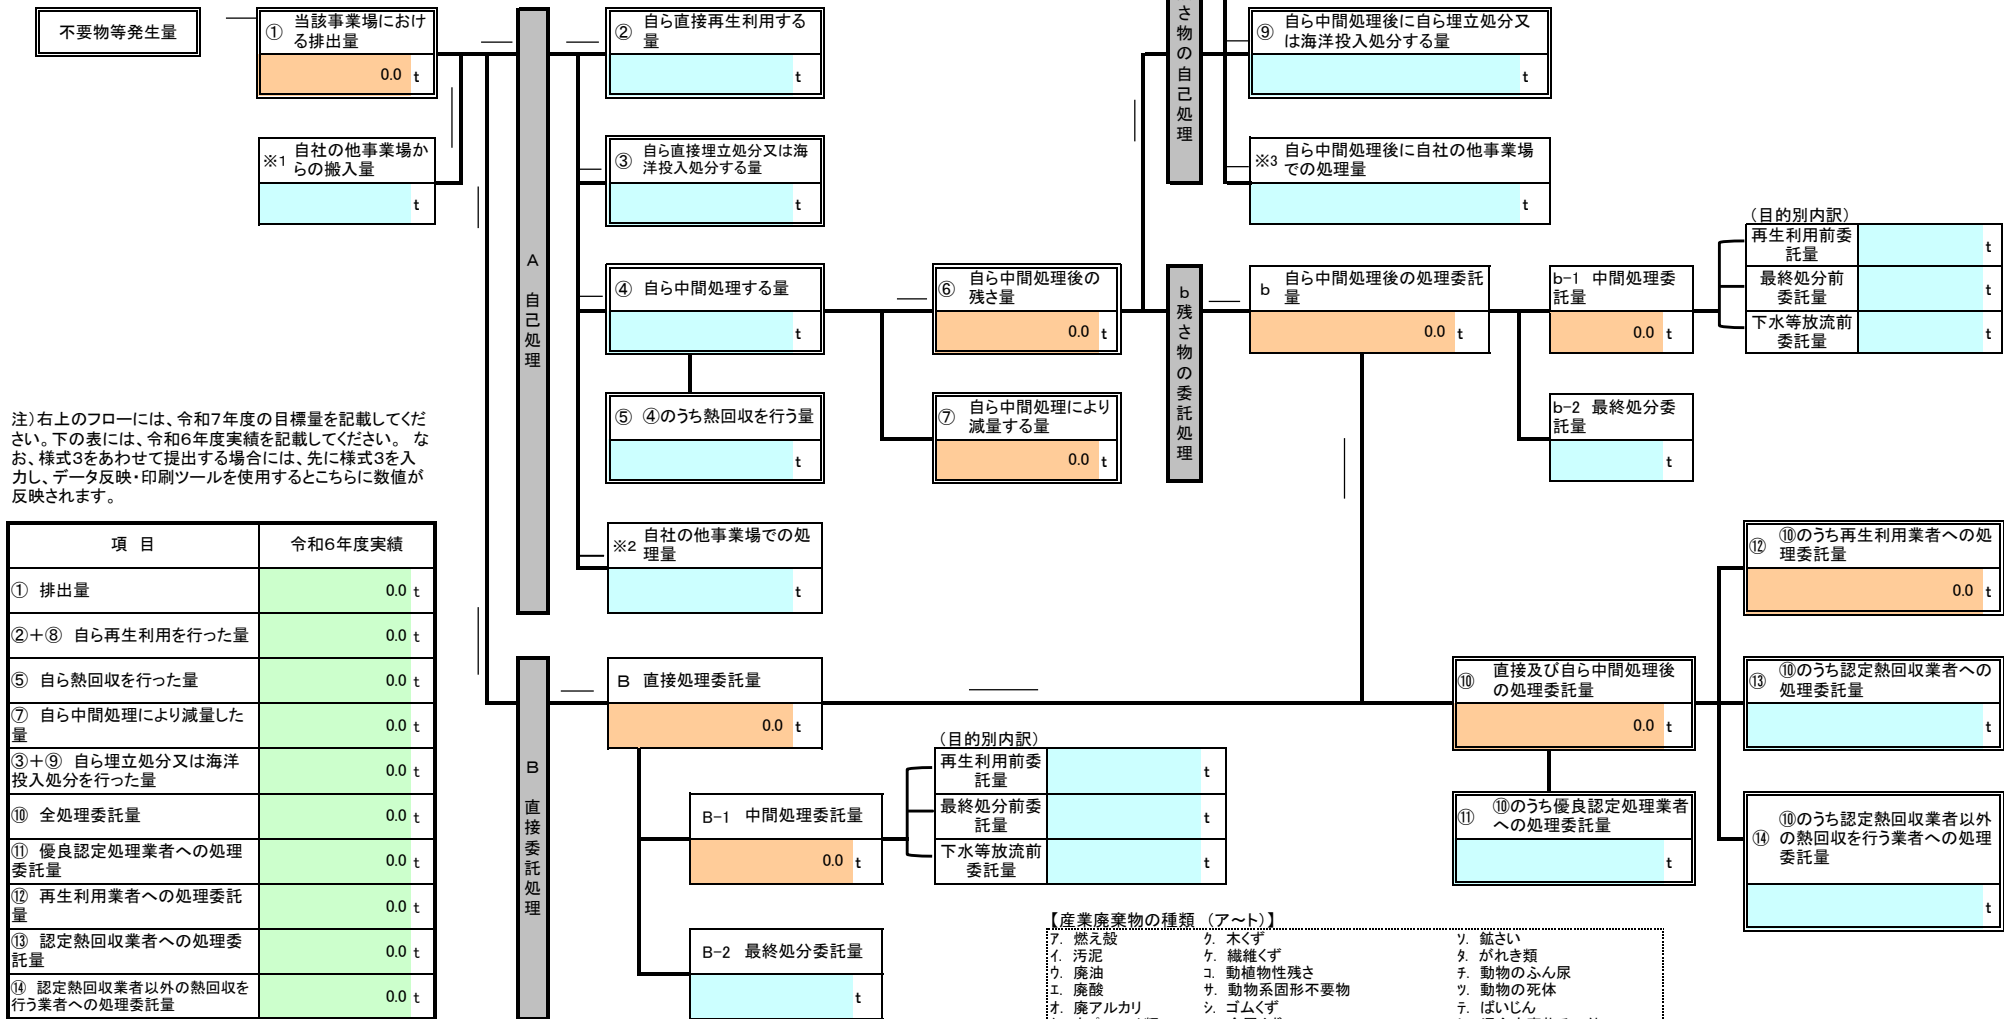 不要物等発生量
① 当該事業場におけ
る排出量
0.0 t
※1 自社の他事業場か
らの搬入量
t
A 自己処理
② 自ら直接再生利用する
量
t
③ 自ら直接埋立処分又は海
洋投入処分する量
t
④ 自ら中間処理する量
t
⑤ ④のうち熱回収を行う量
t
※2 自社の他事業場での処
理量
t
⑥ 自ら中間処理後の
残さ量
0.0 t
⑦ 自ら中間処理により
減量する量
0.0 t
さ物の自己処理
⑨ 自ら中間処理後に自ら埋立処分又
は海洋投入処分する量
t
※3 自ら中間処理後に自社の他事業場
での処理量
t
b 残さ物の委託処理
b 自ら中間処理後の処理委託
量
0.0 t
b-1 中間処理委
託量
0.0 t
(目的別内訳)
再生利用前委
託量
t
最終処分前
委託量
t
下水等放流前
委託量
t
b-2 最終処分委
託量
t
注)右上のフローには、令和7年度の目標量を記載してくだ
さい。下の表には、令和6年度実績を記載してください。 な
お、様式3をあわせて提出する場合には、先に様式3を入
力し、データ反映・印刷ツールを使用するとこちらに数値が
反映されます。
項 目 令和6年度実績
① 排出量 0.0 t
②+⑧ 自ら再生利用を行った量 0.0 t
⑤ 自ら熱回収を行った量 0.0 t
⑦ 自ら中間処理により減量した
量 0.0 t
③+⑨ 自ら埋立処分又は海洋
投入処分を行った量 0.0 t
⑩ 全処理委託量 0.0 t
⑪ 優良認定処理業者への処理
委託量 0.0 t
⑫ 再生利用業者への処理委託
量 0.0 t
⑬ 認定熱回収業者への処理委
託量 0.0 t
⑭ 認定熱回収業者以外の熱回収を
行う業者への処理委託量 0.0 t
B 直接委託処理
B 直接処理委託量
0.0 t
B-1 中間処理委託量
0.0 t
(目的別内訳)
再生利用前委
託量
t
最終処分前委
託量
t
下水等放流前
委託量
t
B-2 最終処分委託量
t
⑩ 直接及び自ら中間処理後
の処理委託量
0.0 t
⑪ ⑩のうち優良認定処理業者
への処理委託量
t
⑫ ⑩のうち再生利用業者への処
理委託量
0.0 t
⑬ ⑩のうち認定熱回収業者への
処理委託量
t
⑭ ⑩のうち認定熱回収業者以外
の熱回収を行う業者への処理
委託量
t
【産業廃棄物の種類 (ア～ト)】
ア. 燃え殻 ク. 木くず ソ. 鉱さい
イ. 汚泥 ケ. 繊維くず タ. がれき類
ウ. 廃油 コ. 動植物性残さ チ. 動物のふん尿
エ. 廃酸 サ. 動物系固形不要物 ツ. 動物の死体
オ. 廃アルカリ シ. ゴムくず テ. ばいじん